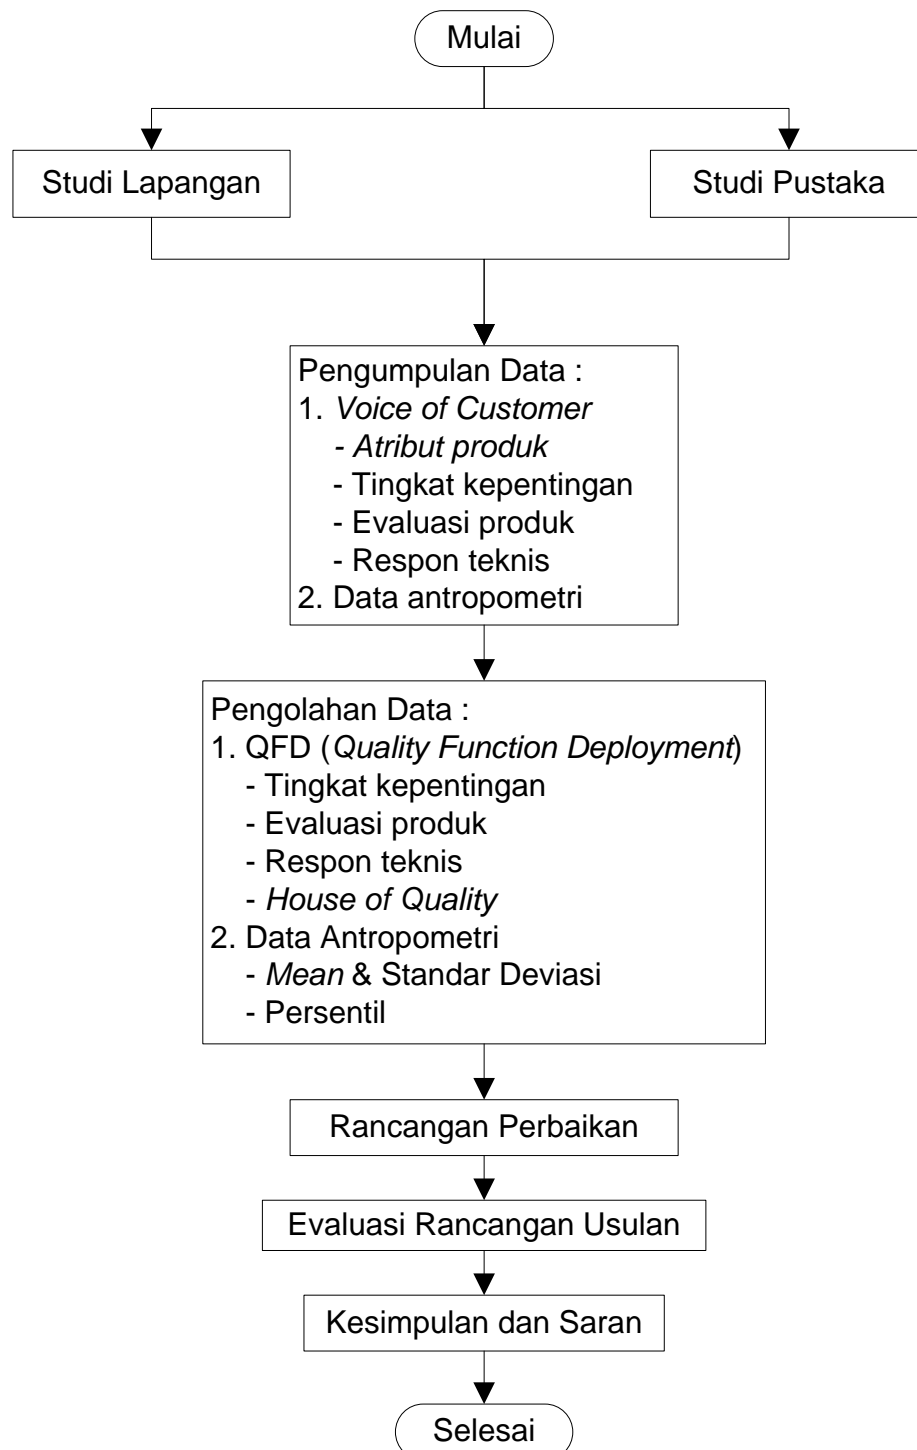 Mulai
Studi Lapangan
Studi Pustaka
Pengumpulan Data :
1. Voice of Customer
- Atribut produk
- Tingkat kepentingan
- Evaluasi produk
- Respon teknis
2. Data antropometri
Pengolahan Data :
1. QFD (Quality Function Deployment)
- Tingkat kepentingan
- Evaluasi produk
- Respon teknis
- House of Quality
2. Data Antropometri
- Mean & Standar Deviasi
- Persentil
Rancangan Perbaikan
Evaluasi Rancangan Usulan
Kesimpulan dan Saran
Selesai